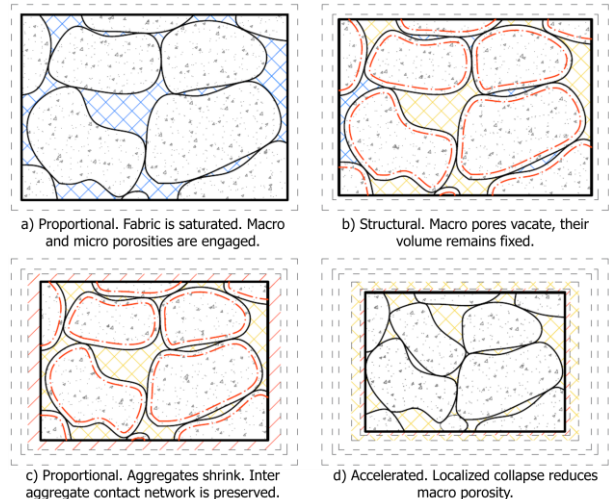 a) Proportional. Fabric is saturated. Macro
and micro porosities are engaged.
b) Structural. Macro pores vacate, their
volume remains fixed.
c) Proportional. Aggregates shrink. Inter
aggregate contact network is preserved.
d) Accelerated. Localized collapse reduces
macro porosity.